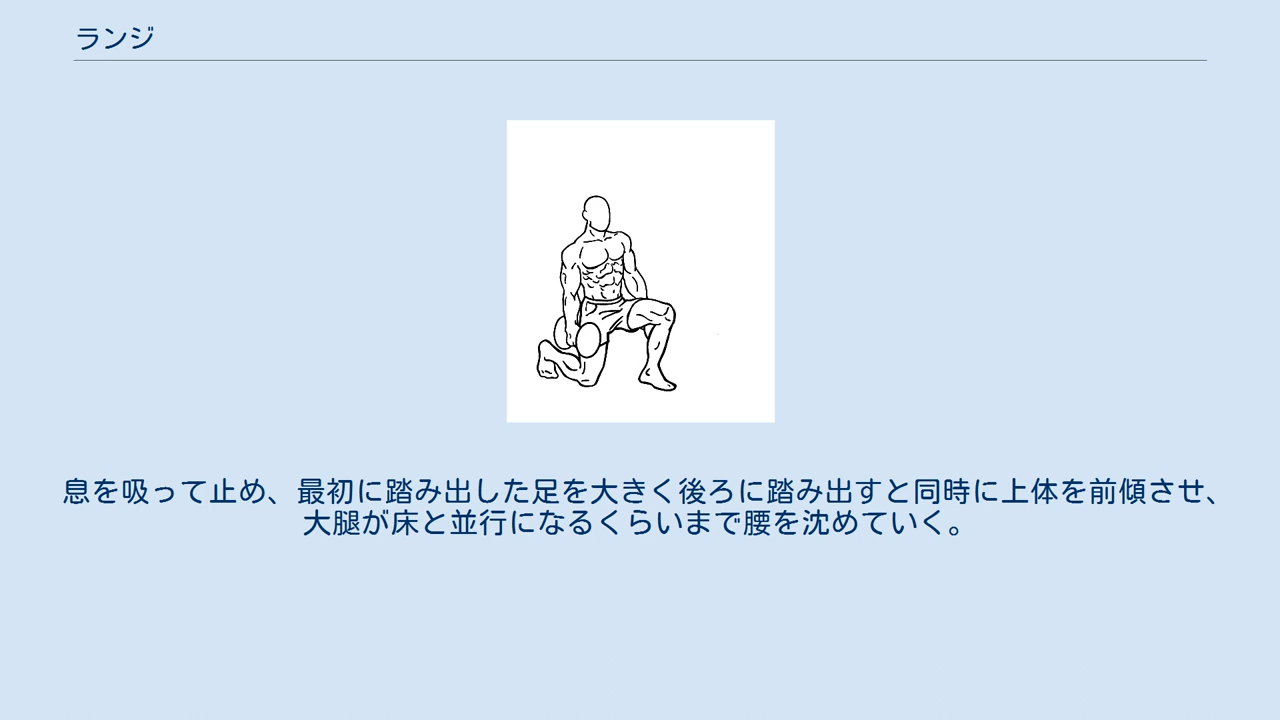 ランジ
息を吸って止め、最初に踏み出した足を大きく後ろに踏み出すと同時に上体を前傾させ、
大腿が床と並行になるくらいまで腰を沈めていく。